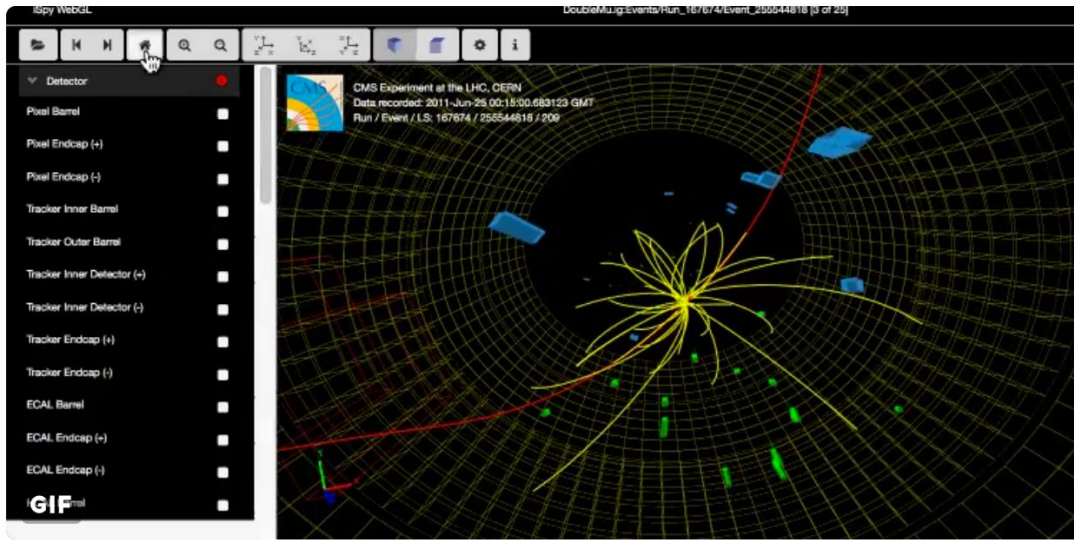 iSpy WebGL
DoubleMu.ig:Events/Run_167674/Event_255544818 [3 of 25]
Detector
CMS
CMS Experiment at the LHC, CERN
Data recorded: 2011-Jun-25 00:15:00.683123 GMT
Run / Event / LS: 167674 / 255544818 / 209
Pixel Barrel
Pixel Endcap (+)
Pixel Endcap (-)
Tracker Inner Barrel
Tracker Outer Barrel
Tracker Inner Detector (+)
Tracker Inner Detector (-)
Tracker Endcap (+)
Tracker Endcap (-)
ECAL Barrel
ECAL Endcap (+)
ECAL Endcap (-)
GIF